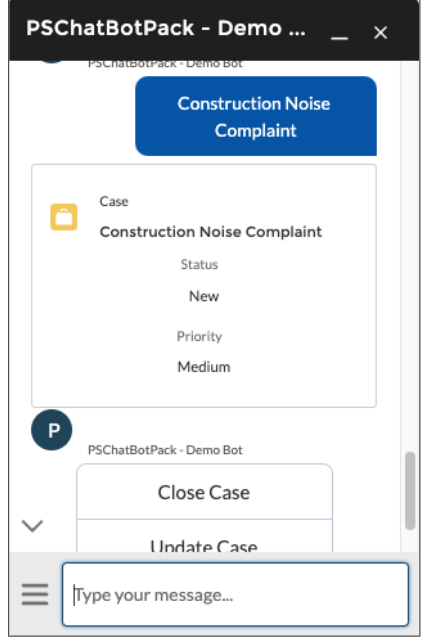 PSChatBotPack - Demo ...
PSChatBotPack - Demo Bot
Construction Noise
Complaint
Case
Construction Noise Complaint
Status
New
Priority
Medium
P
PSChatBotPack - Demo Bot
Close Case
Update Case
Type your message...